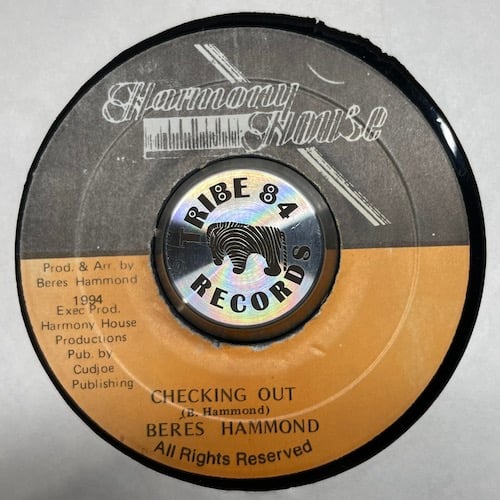 Harmony
House
TRIBE 84
RECORDS
Prod. & Arr. by
Beres Hammond
1994
Exec Prod.
Harmony House
Productions
Pub. by
Cudjoe
Publishing
CHECKING OUT
(B. Hammond)
BERES HAMMOND
All Rights Reserved